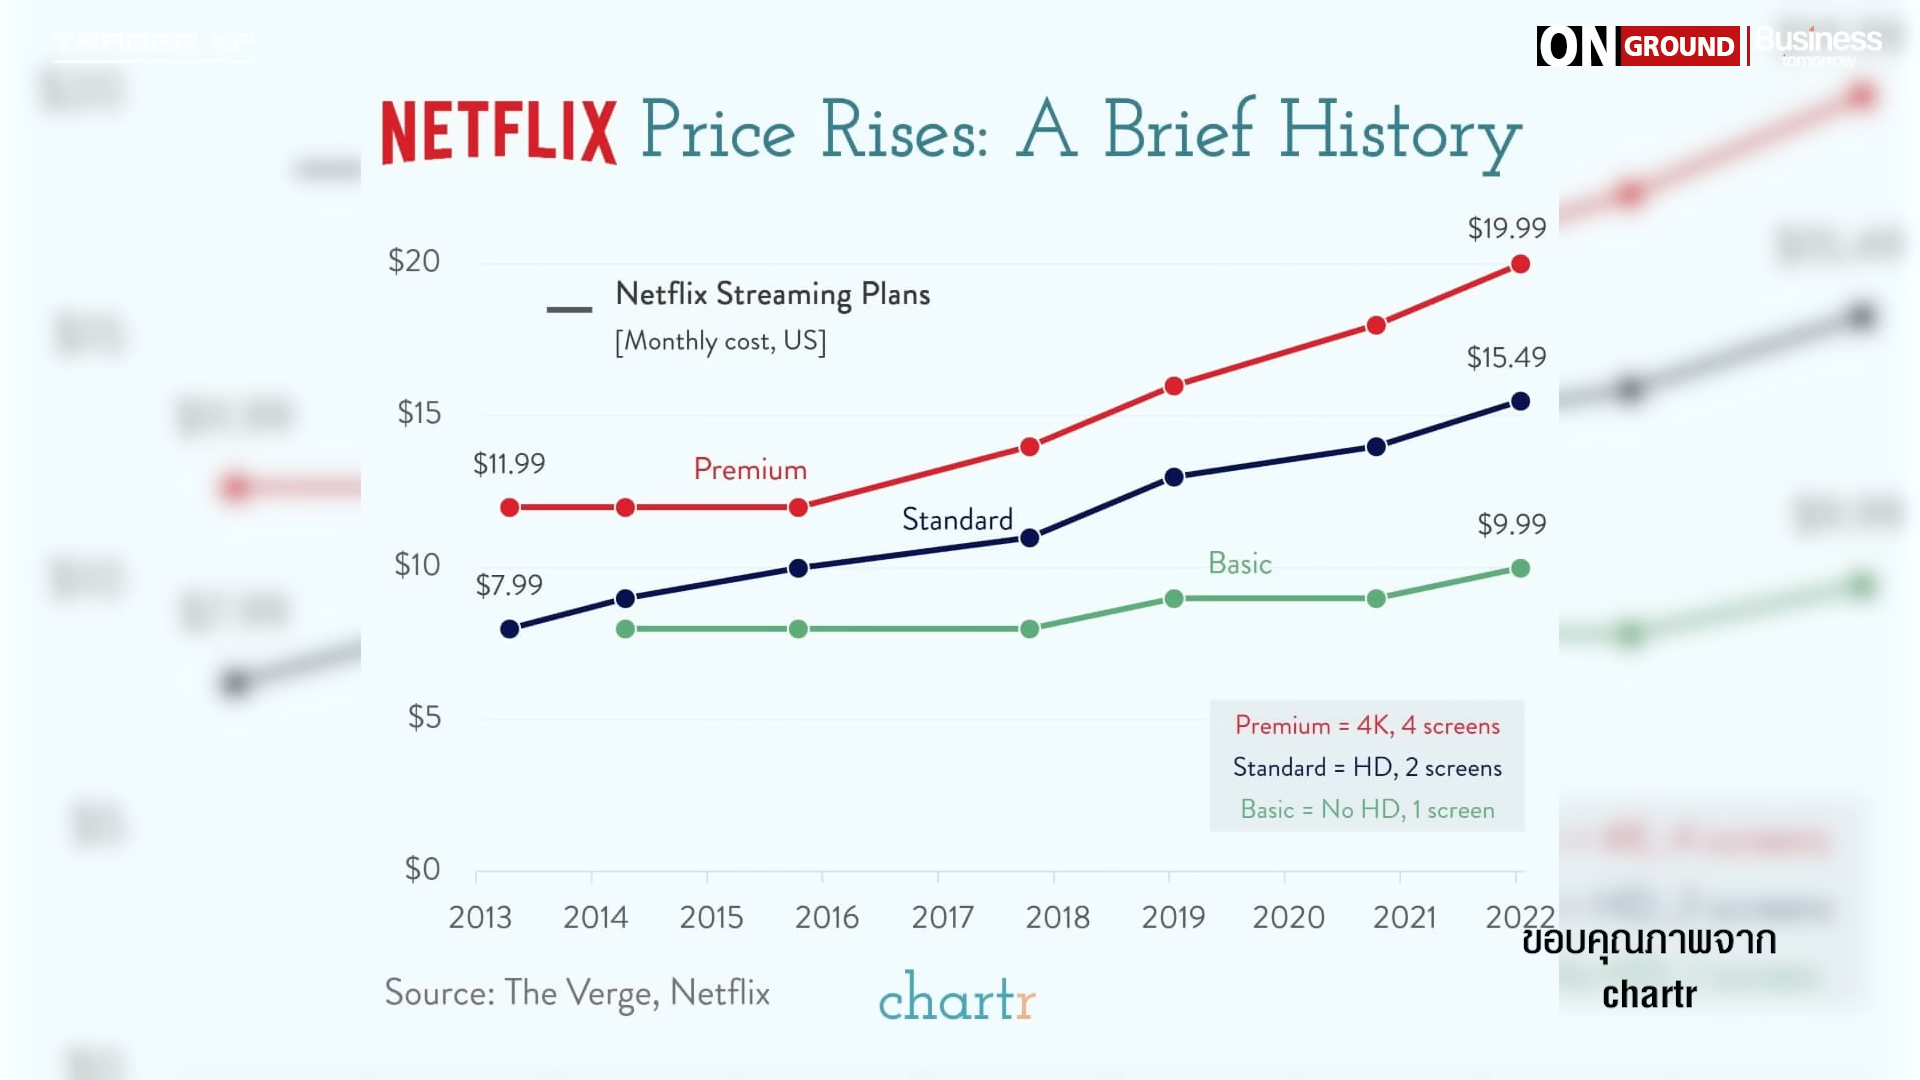 TRADER KP
ON GROUND Business tomorrow
NETFLIX Price Rises: A Brief History
$19.99
$20
Netflix Streaming Plans
[Monthly cost, US]
$15.49
$15
$11.99
Premium
Standard
$9.99
$10
Basic
$7.99
$5
Premium = 4K, 4 screens
Standard = HD, 2 screens
Basic = No HD, 1 screen
$0
2013 2014 2015 2016 2017 2018 2019 2020 2021 2022
ขอบคุณภาพจาก
chartr
Source: The Verge, Netflix
chartr